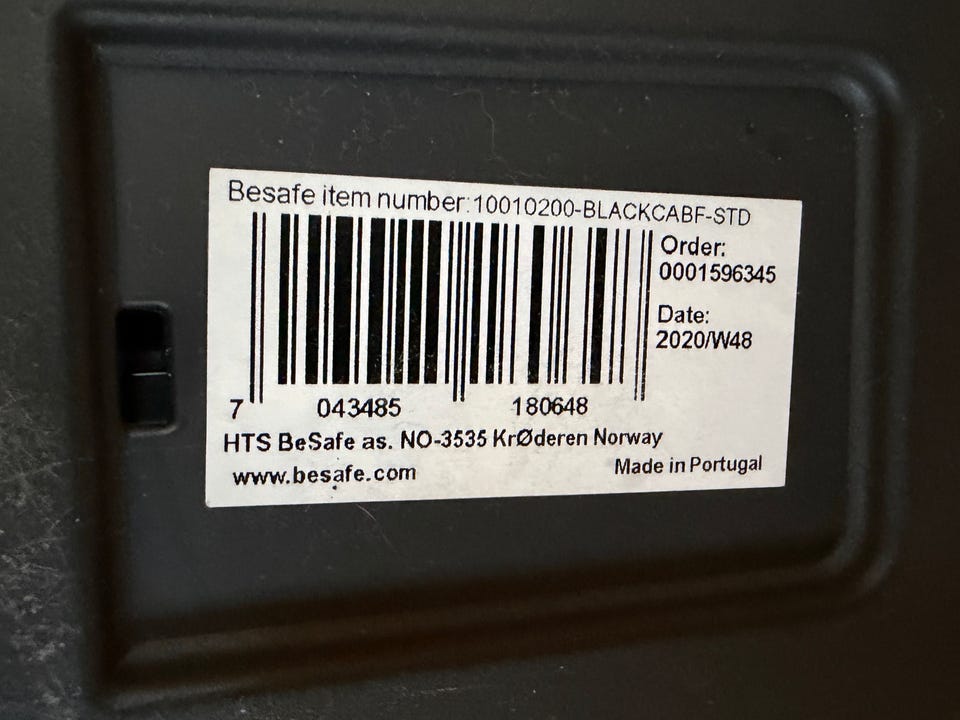 Besafe item number:10010200-BLACKCABF-STD
Order:
0001596345
Date:
2020/W48
7 043485 180648
HTS BeSafe as. NO-3535 KrØderen Norway
www.besafe.com
Made in Portugal